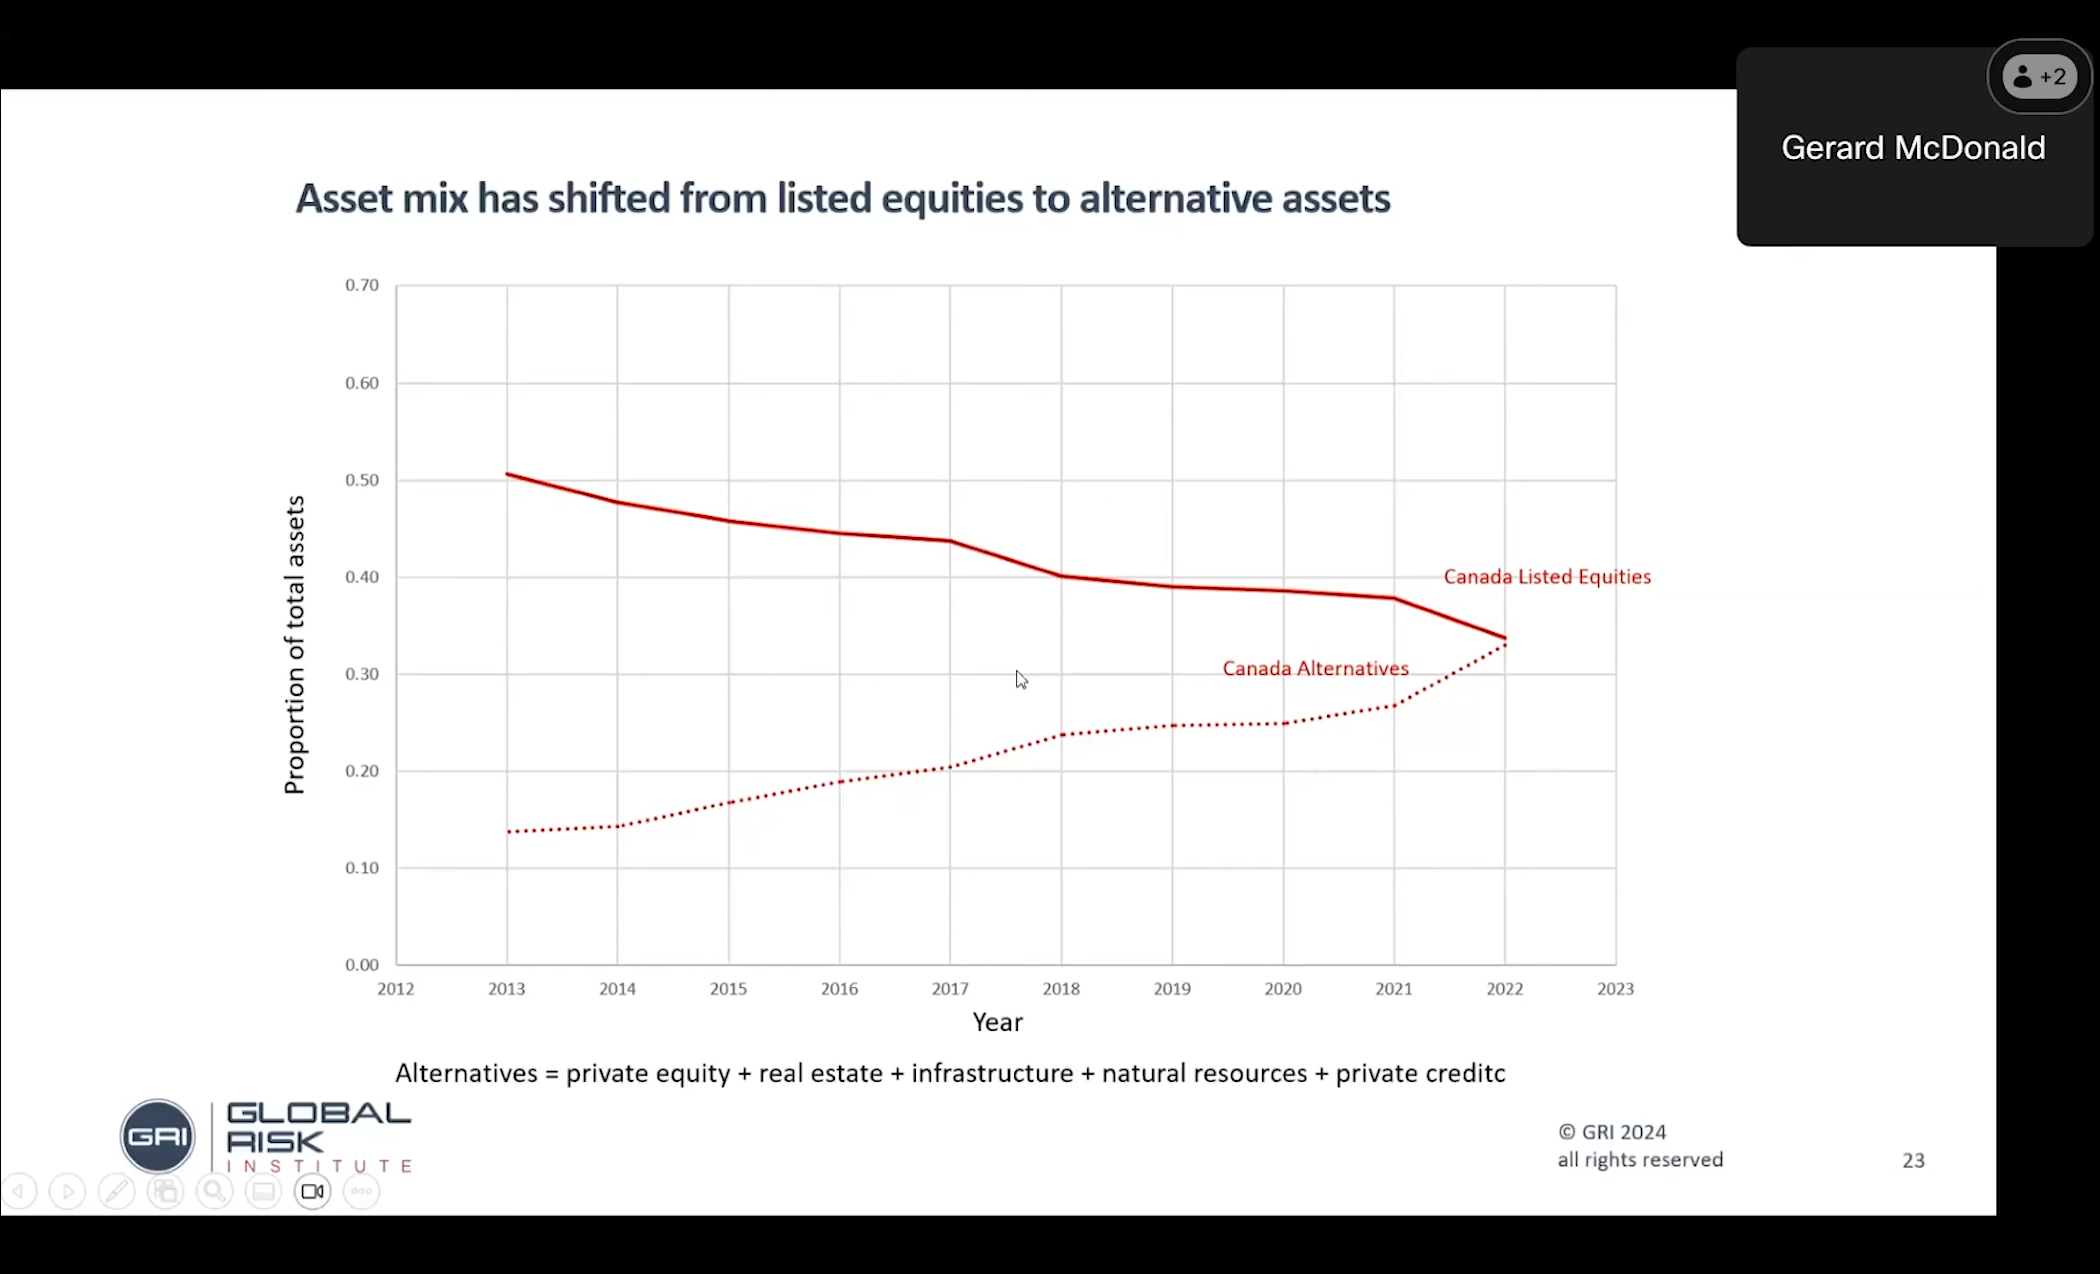 +2
Gerard McDonald
Asset mix has shifted from listed equities to alternative assets
0.70
0.60
0.50
0.40
0.30
0.20
0.10
0.00
Proportion of total assets
Canada Listed Equities
Canada Alternatives
2012 2013 2014 2015 2016 2017 2018 2019 2020 2021 2022 2023
Year
Alternatives = private equity + real estate + infrastructure + natural resources + private creditc
GRI
GLOBAL
RISK
INSTITUTE
© GRI 2024
all rights reserved
23